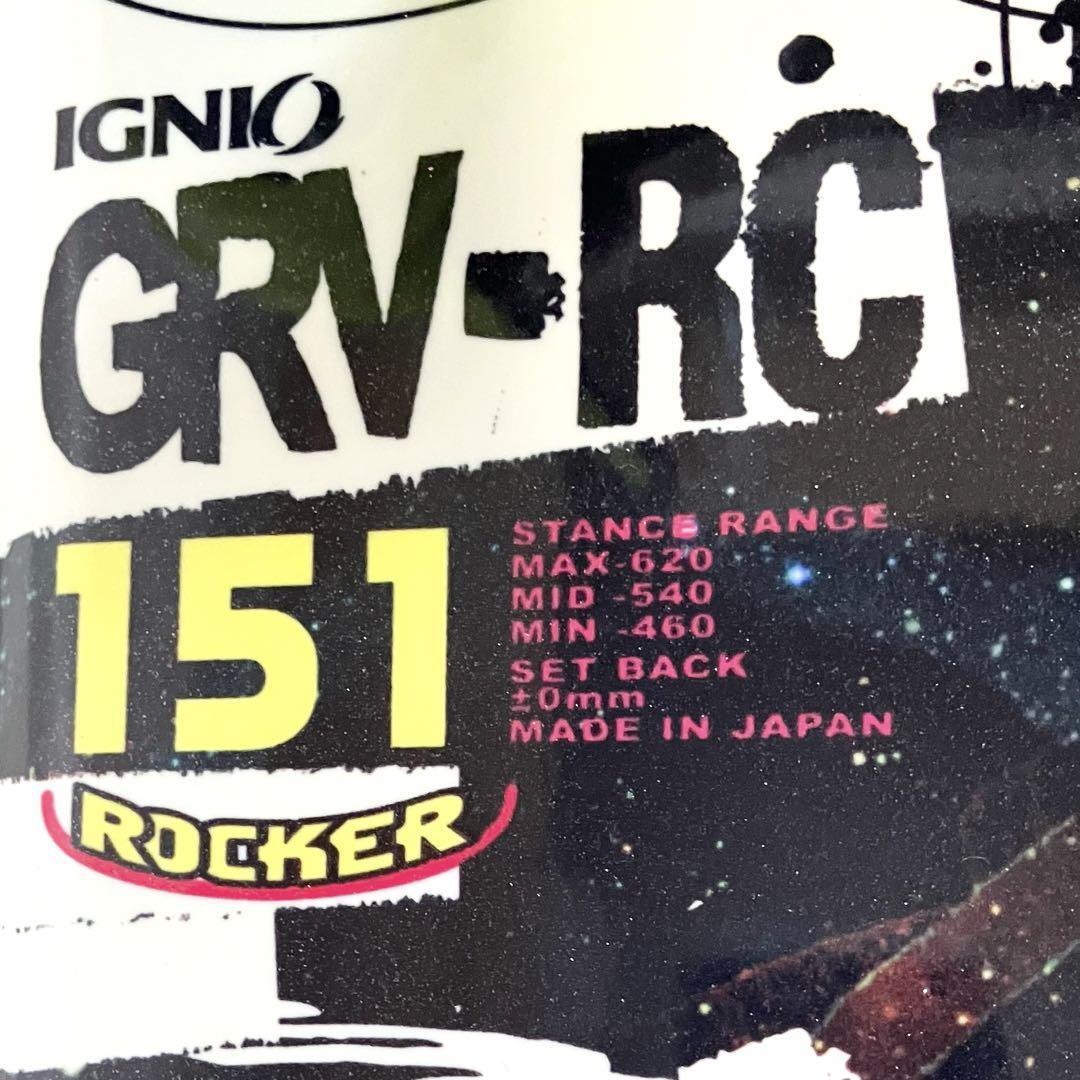 IGNIO
GRV-RC
151
STANCE RANGE
MAX-620
MID -540
MIN -460
SET BACK
±0mm
MADE IN JAPAN
ROCKER